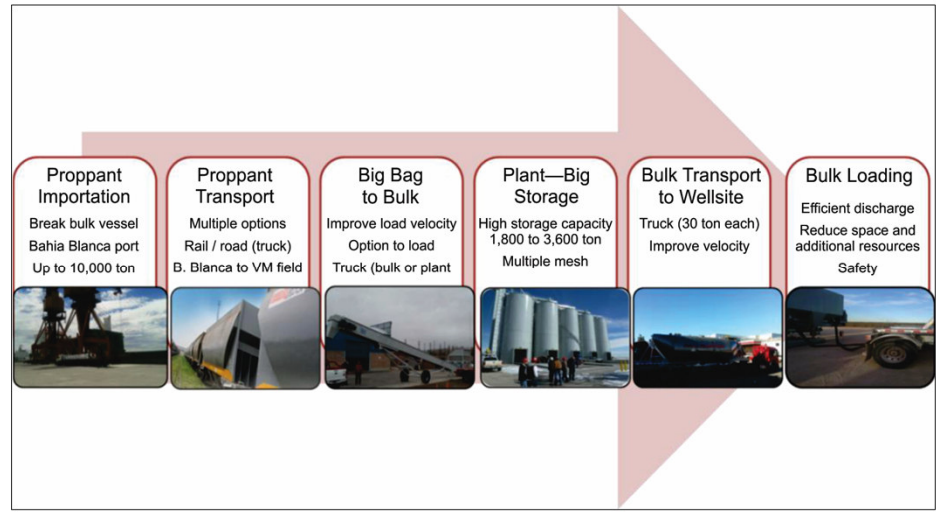 Proppant
Importation
Break bulk vessel
Bahia Blanca port
Up to 10,000 ton
Proppant
Transport
Multiple options
Rail / road (truck)
B. Blanca to VM field
Big Bag
to Bulk
Improve load velocity
Option to load
Truck (bulk or plant
Plant—Big
Storage
High storage capacity
1,800 to 3,600 ton
Multiple mesh
Bulk Transport
to Wellsite
Truck (30 ton each)
Improve velocity
Bulk Loading
Efficient discharge
Reduce space and
additional resources
Safety